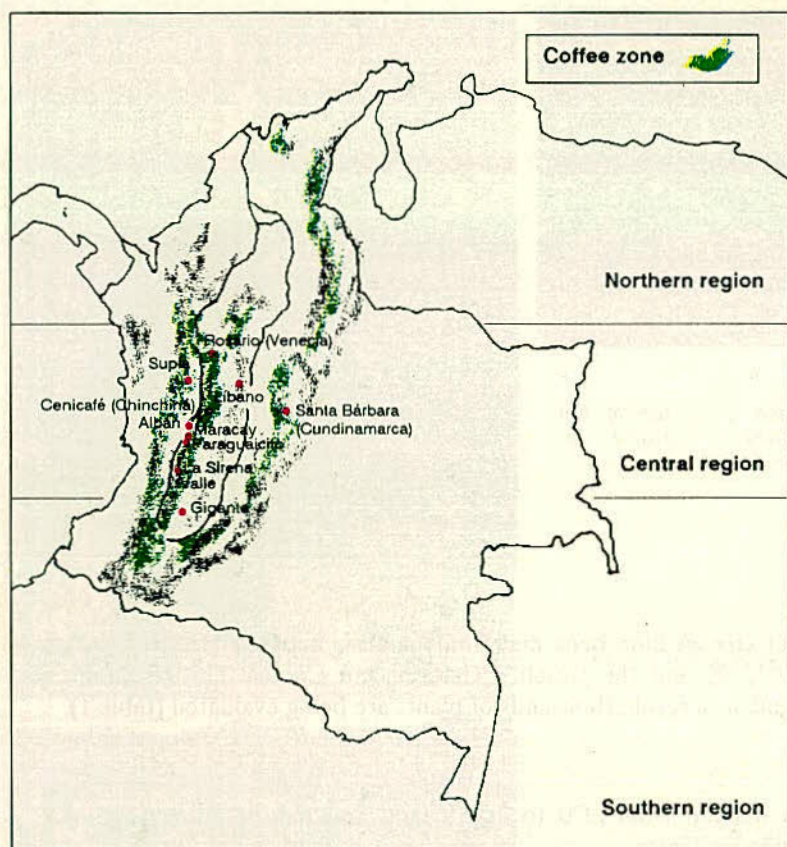 Coffee zone
Northern region
Rosario (Venecia)
Supía
Líbano
Cenicafé (Chinchiná)
Santa Bárbara
(Cundinamarca)
Albán
Maracay
Paraguaicito
Central region
La Sirena
Valle
Gigante
Southern region